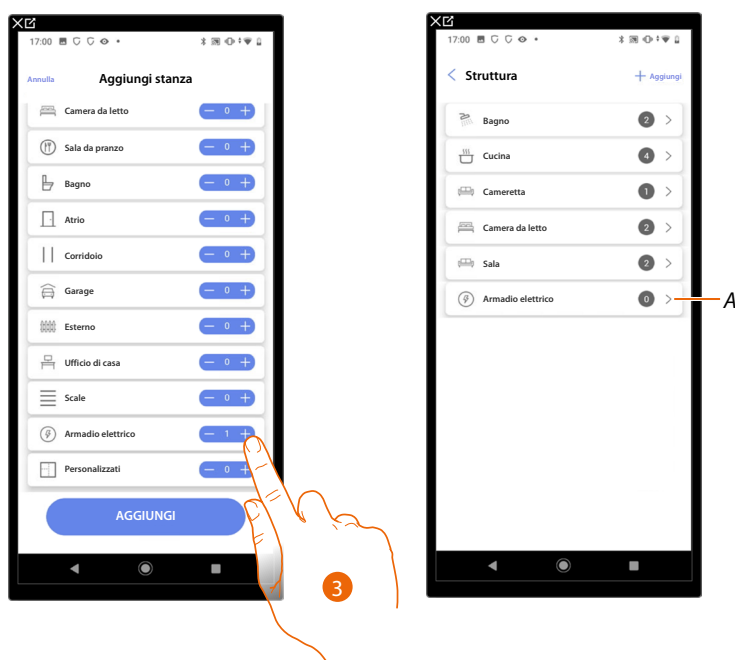 17:00
Annulla Aggiungi stanza
Camera da letto 0
Sala da pranzo 0
Bagno 0
Atrio 0
Corridoio 0
Garage 0
Esterno 0
Ufficio di casa 0
Scale 0
Armadio elettrico 1
Personalizzati 0
AGGIUNGI
3
17:00
Struttura Aggiungi
Bagno 2
Cucina 4
Cameretta 1
Camera da letto 2
Sala 2
Armadio elettrico 0
A